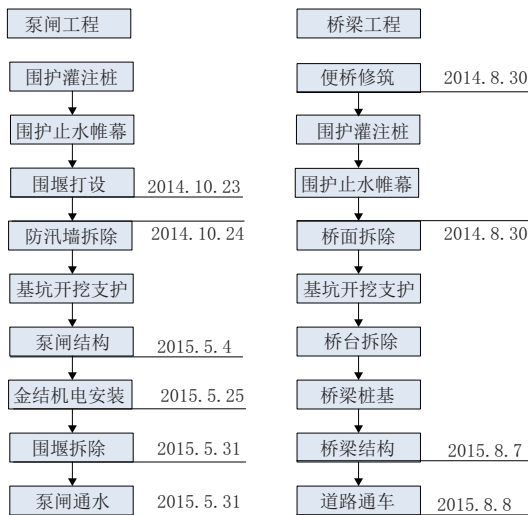 泵闸工程
围护灌注桩
围护止水帷幕
围堰打设 2014.10.23
防汛墙拆除 2014.10.24
基坑开挖支护
泵闸结构 2015.5.4
金结机电安装 2015.5.25
围堰拆除 2015.5.31
泵闸通水 2015.5.31
桥梁工程
便桥修筑 2014.8.30
围护灌注桩
围护止水帷幕
桥面拆除 2014.8.30
基坑开挖支护
桥台拆除
桥梁桩基
桥梁结构 2015.8.7
道路通车 2015.8.8